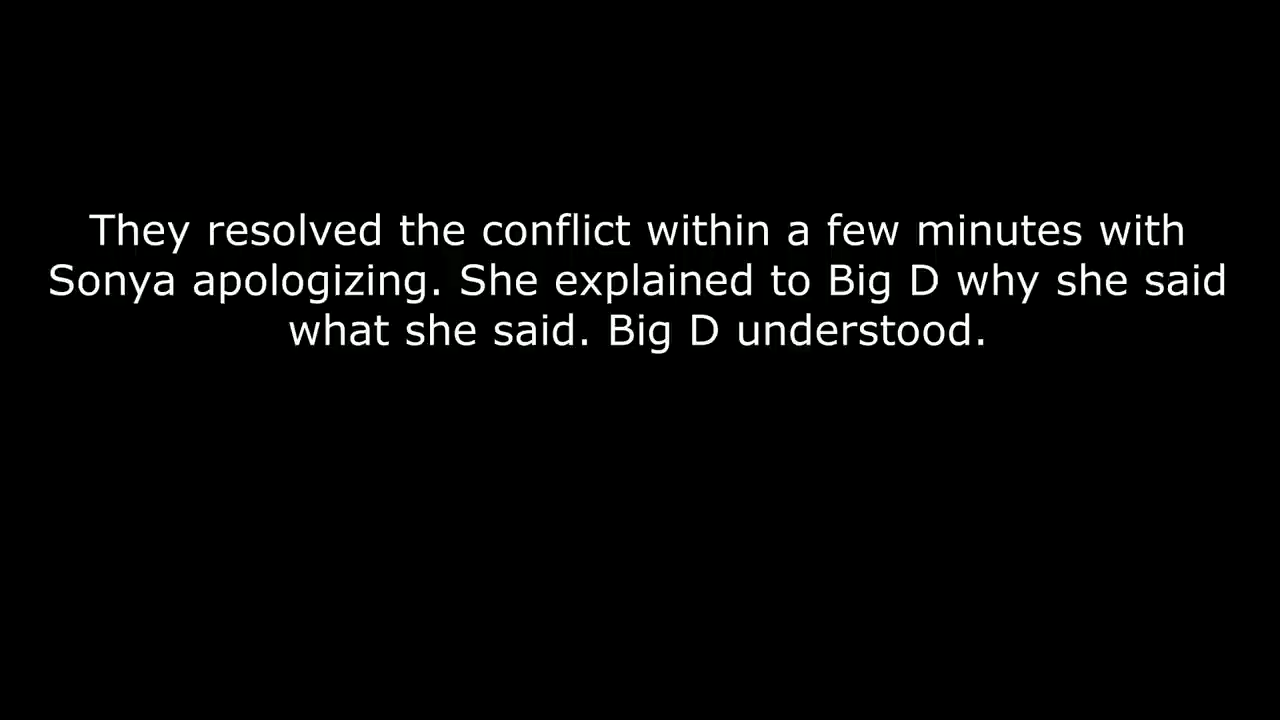 They resolved the conflict within a few minutes with
Sonya apologizing. She explained to Big D why she said
what she said. Big D understood.